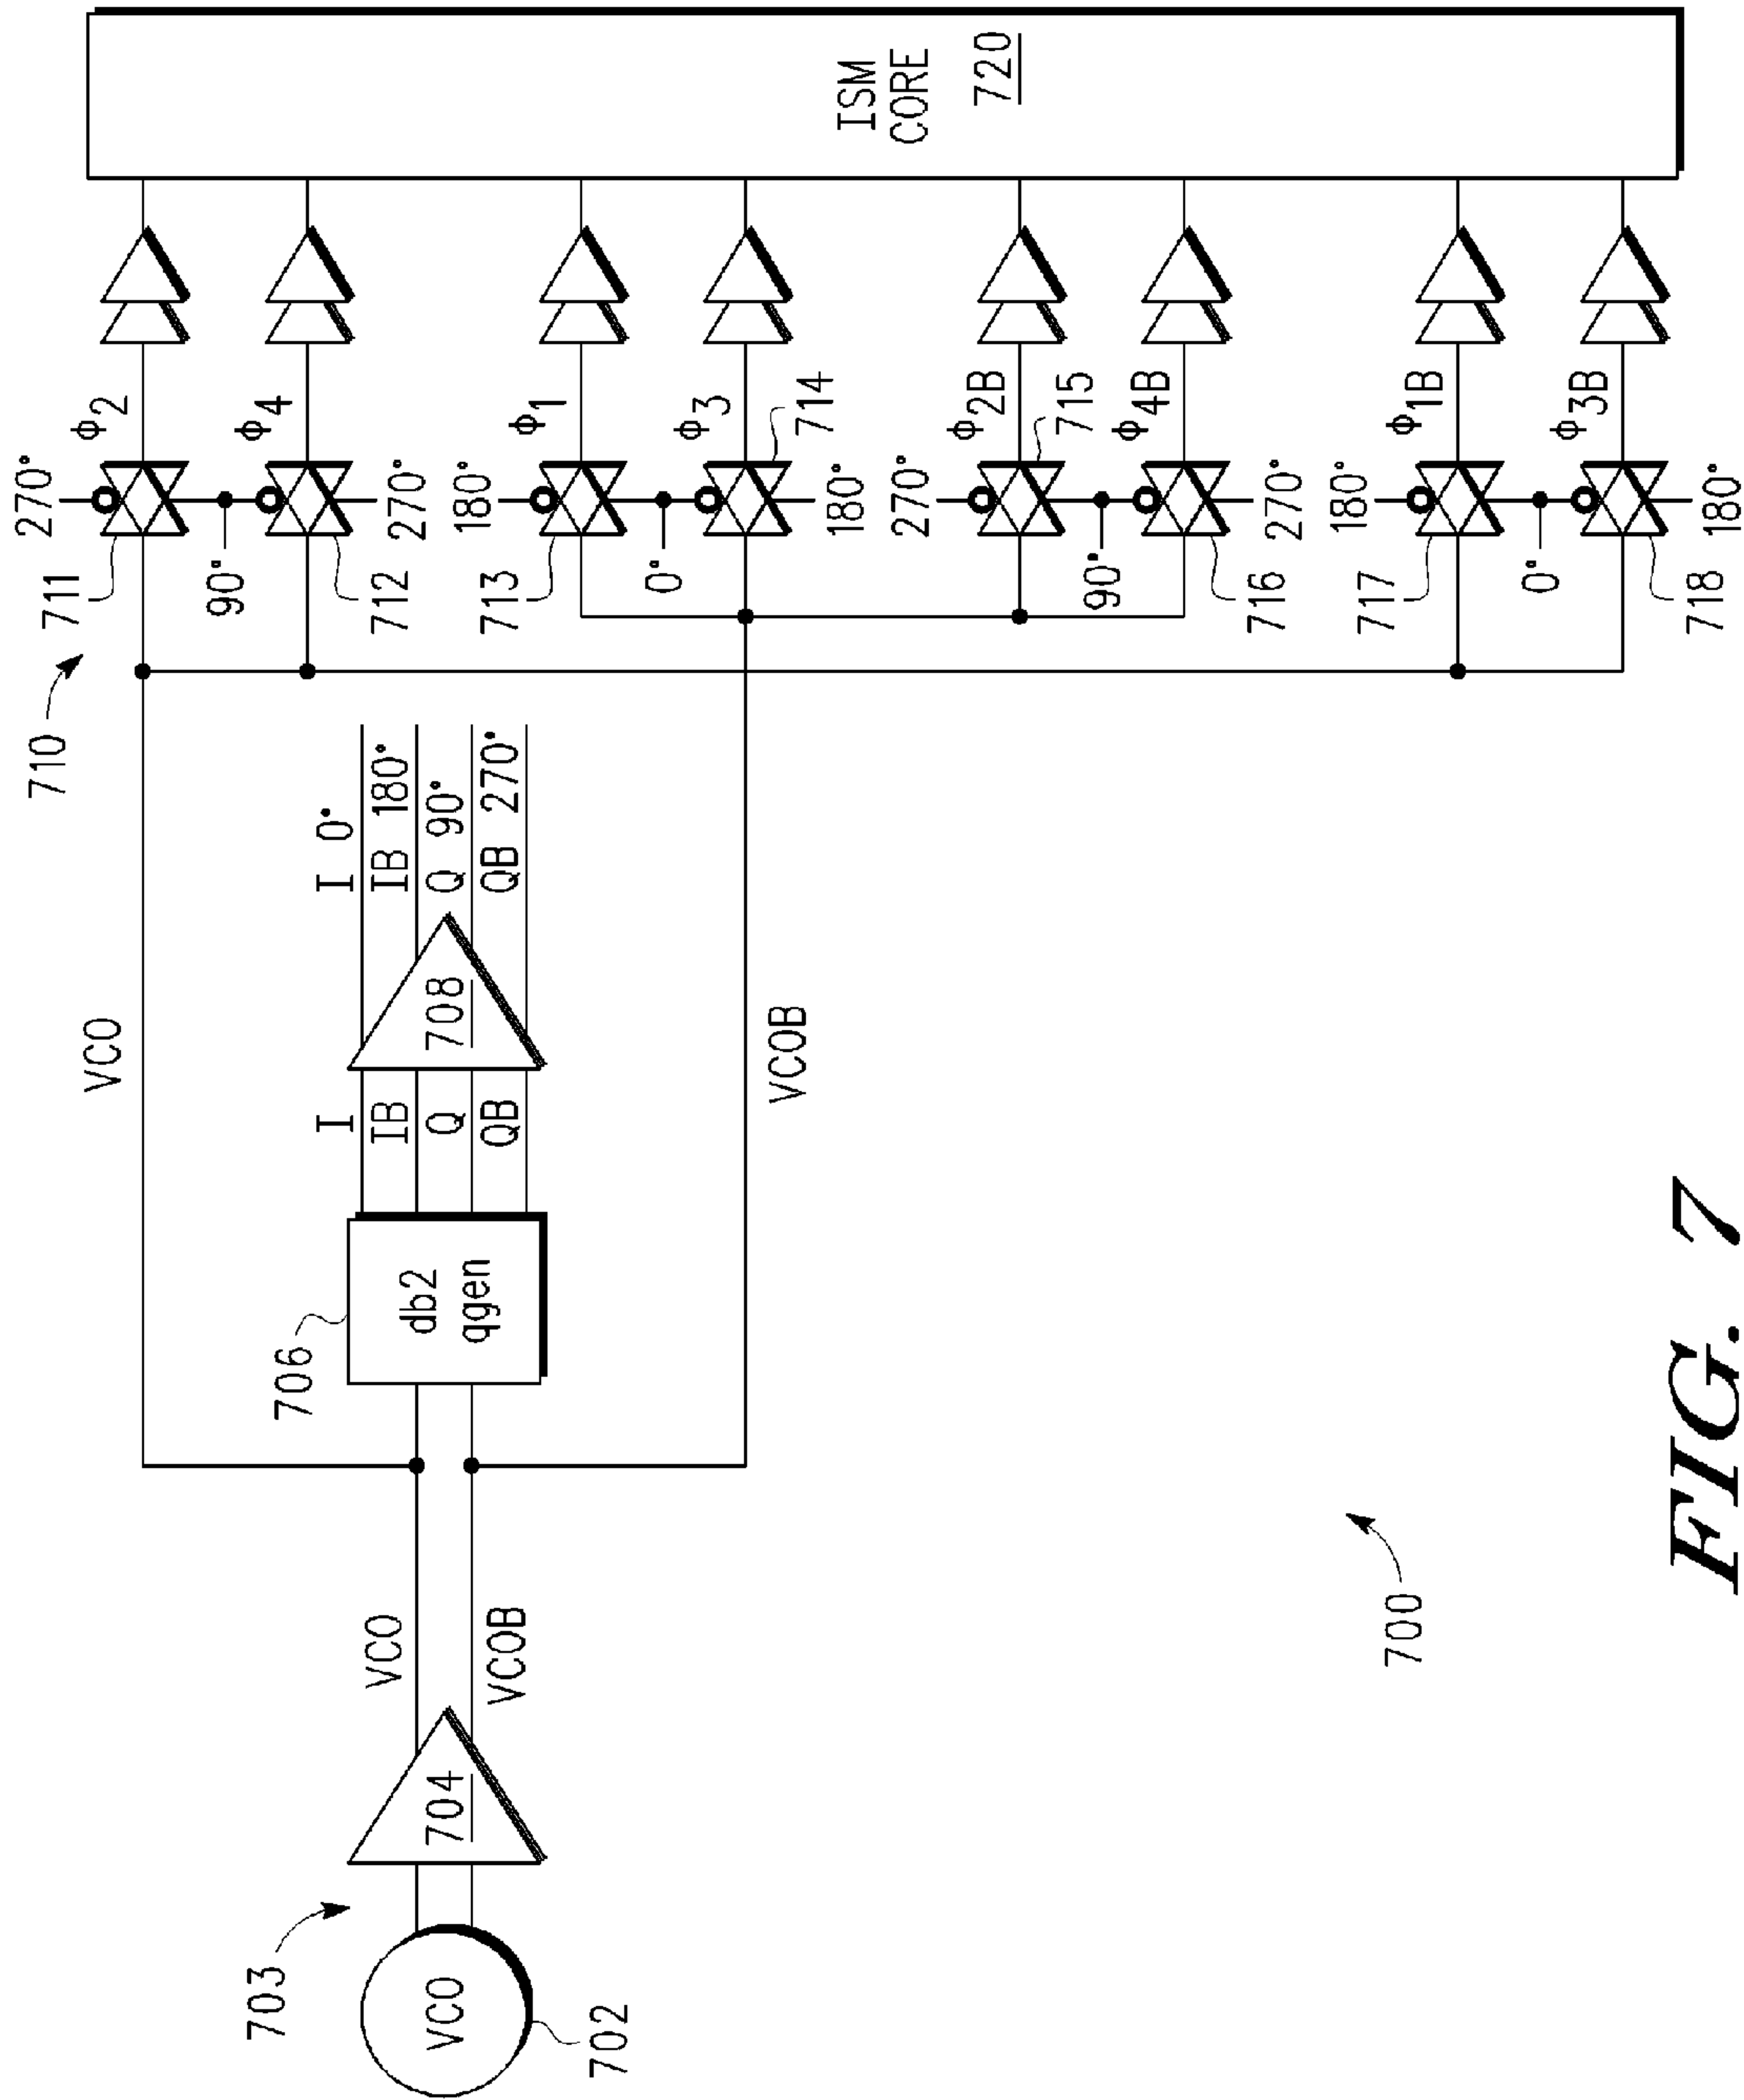 703
VCO
702
704
VCO
VCOB
706
db2
qgen
I
IB
Q
QB
708
I 0°
IB 180°
Q 90°
QB 270°
VCO
VCOB
710
711
270°
Φ2
90°
712
270°
Φ4
713
180°
Φ1
0°
714
180°
Φ3
270°
715
Φ2B
90°
716
270°
Φ4B
717
180°
Φ1B
0°
718
180°
Φ3B
ISM
CORE
720
700
FIG. 7